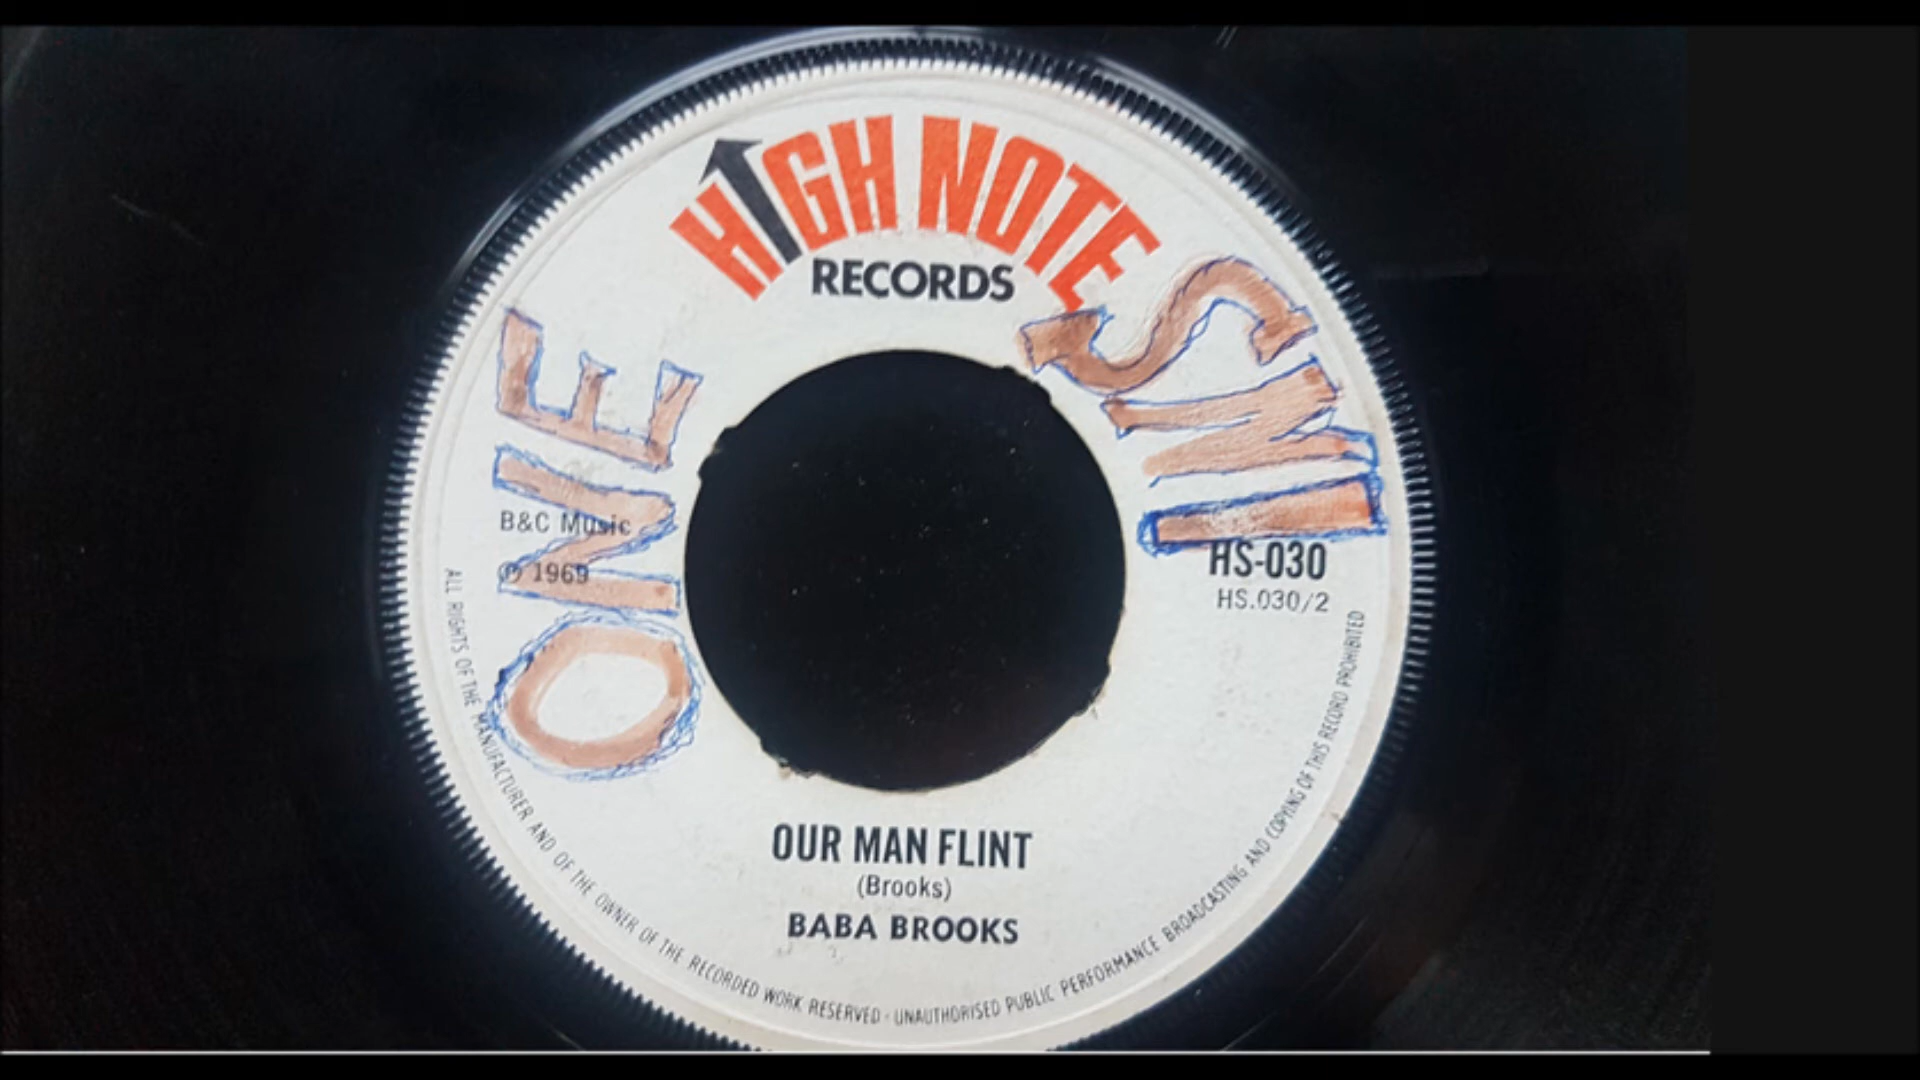 HIGH NOTE
RECORDS
ONE
SMI
B&C Music
℗ 1969
HS-030
HS.030/2
OUR MAN FLINT
(Brooks)
BABA BROOKS
ALL RIGHTS OF THE MANUFACTURER AND OF THE OWNER OF THE RECORDED WORK RESERVED - UNAUTHORISED PUBLIC PERFORMANCE BROADCASTING AND COPYING OF THIS RECORD PROHIBITED